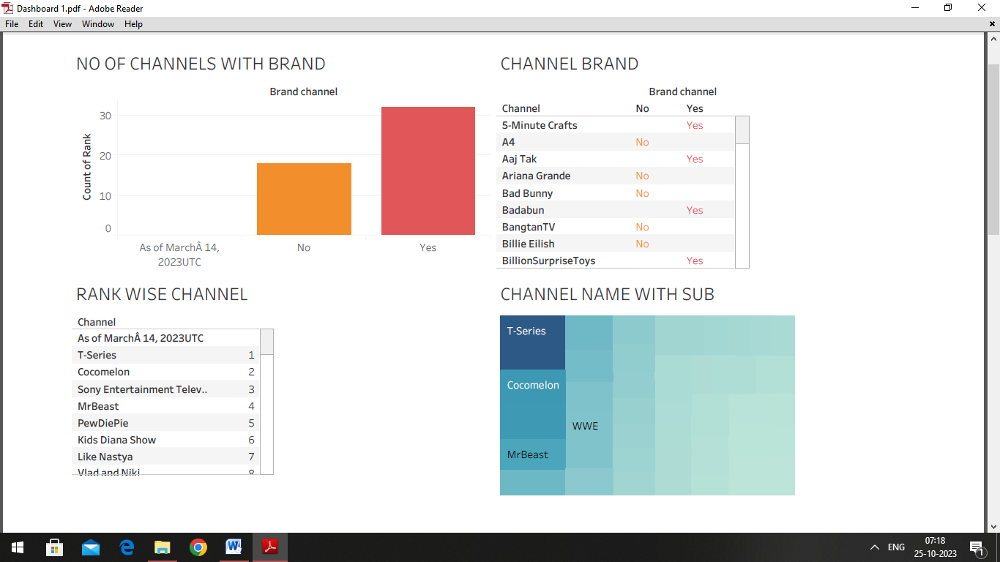 Dashboard 1.pdf - Adobe Reader
File Edit View Window Help
NO OF CHANNELS WITH BRAND
Brand channel
Count of Rank
30
20
10
0
As of MarchÂ 14,
2023UTC
No
Yes
CHANNEL BRAND
Brand channel
Channel No Yes
5-Minute Crafts Yes
A4 No
Aaj Tak Yes
Ariana Grande No
Bad Bunny No
Badabun Yes
BangtanTV No
Billie Eilish No
BillionSurpriseToys Yes
RANK WISE CHANNEL
Channel
As of MarchÂ 14, 2023UTC
T-Series 1
Cocomelon 2
Sony Entertainment Telev.. 3
MrBeast 4
PewDiePie 5
Kids Diana Show 6
Like Nastya 7
Vlad and Niki 8
CHANNEL NAME WITH SUB
T-Series
Cocomelon
WWE
MrBeast
ENG
07:18
25-10-2023
1